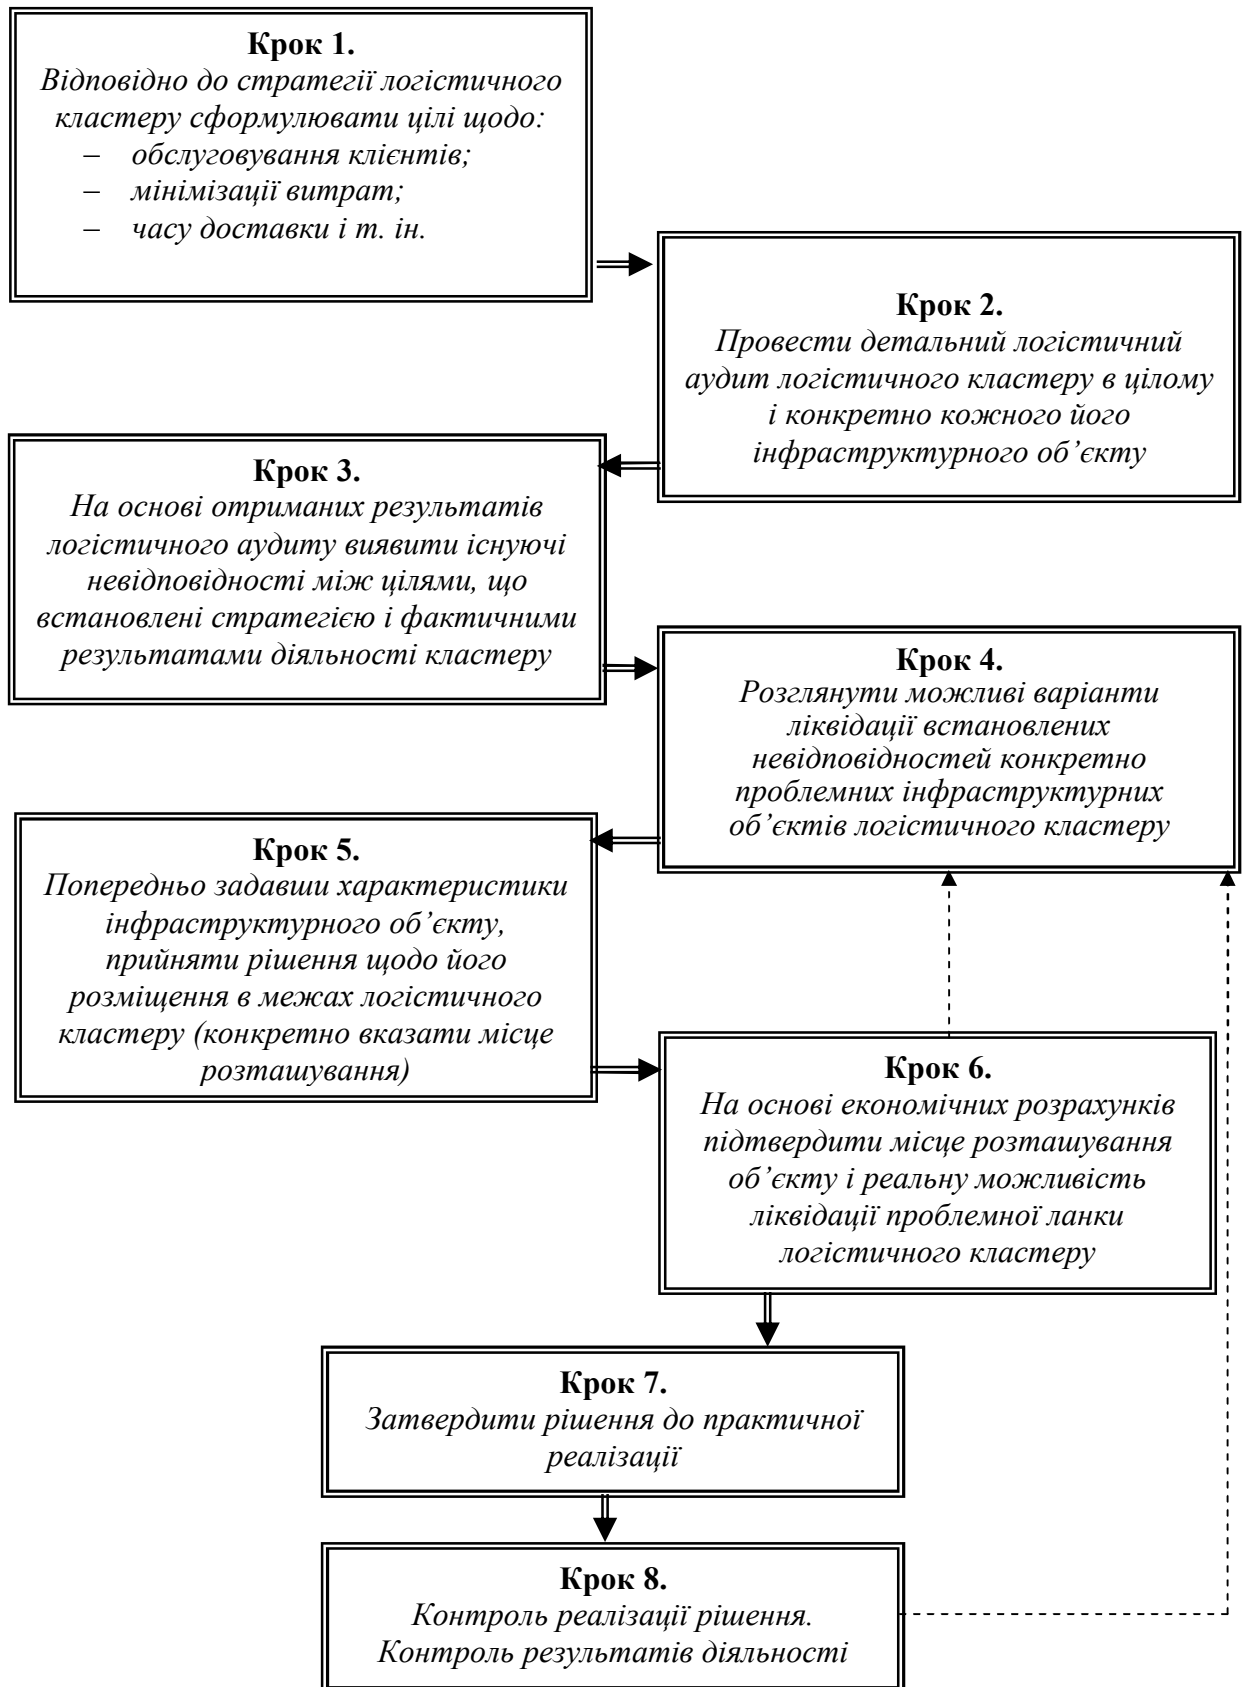 Крок 1.
Відповідно до стратегії логістичного
кластеру сформулювати цілі щодо:
– обслуговування клієнтів;
– мінімізації витрат;
– часу доставки і т. ін.
Крок 2.
Провести детальний логістичний
аудит логістичного кластеру в цілому
і конкретно кожного його
інфраструктурного об’єкту
Крок 3.
На основі отриманих результатів
логістичного аудиту виявити існуючі
невідповідності між цілями, що
встановлені стратегією і фактичними
результатами діяльності кластеру
Крок 4.
Розглянути можливі варіанти
ліквідації встановлених
невідповідностей конкретно
проблемних інфраструктурних
об’єктів логістичного кластеру
Крок 5.
Попередньо задавши характеристики
інфраструктурного об’єкту,
прийняти рішення щодо його
розміщення в межах логістичного
кластеру (конкретно вказати місце
розташування)
Крок 6.
На основі економічних розрахунків
підтвердити місце розташування
об’єкту і реальну можливість
ліквідації проблемної ланки
логістичного кластеру
Крок 7.
Затвердити рішення до практичної
реалізації
Крок 8.
Контроль реалізації рішення.
Контроль результатів діяльності